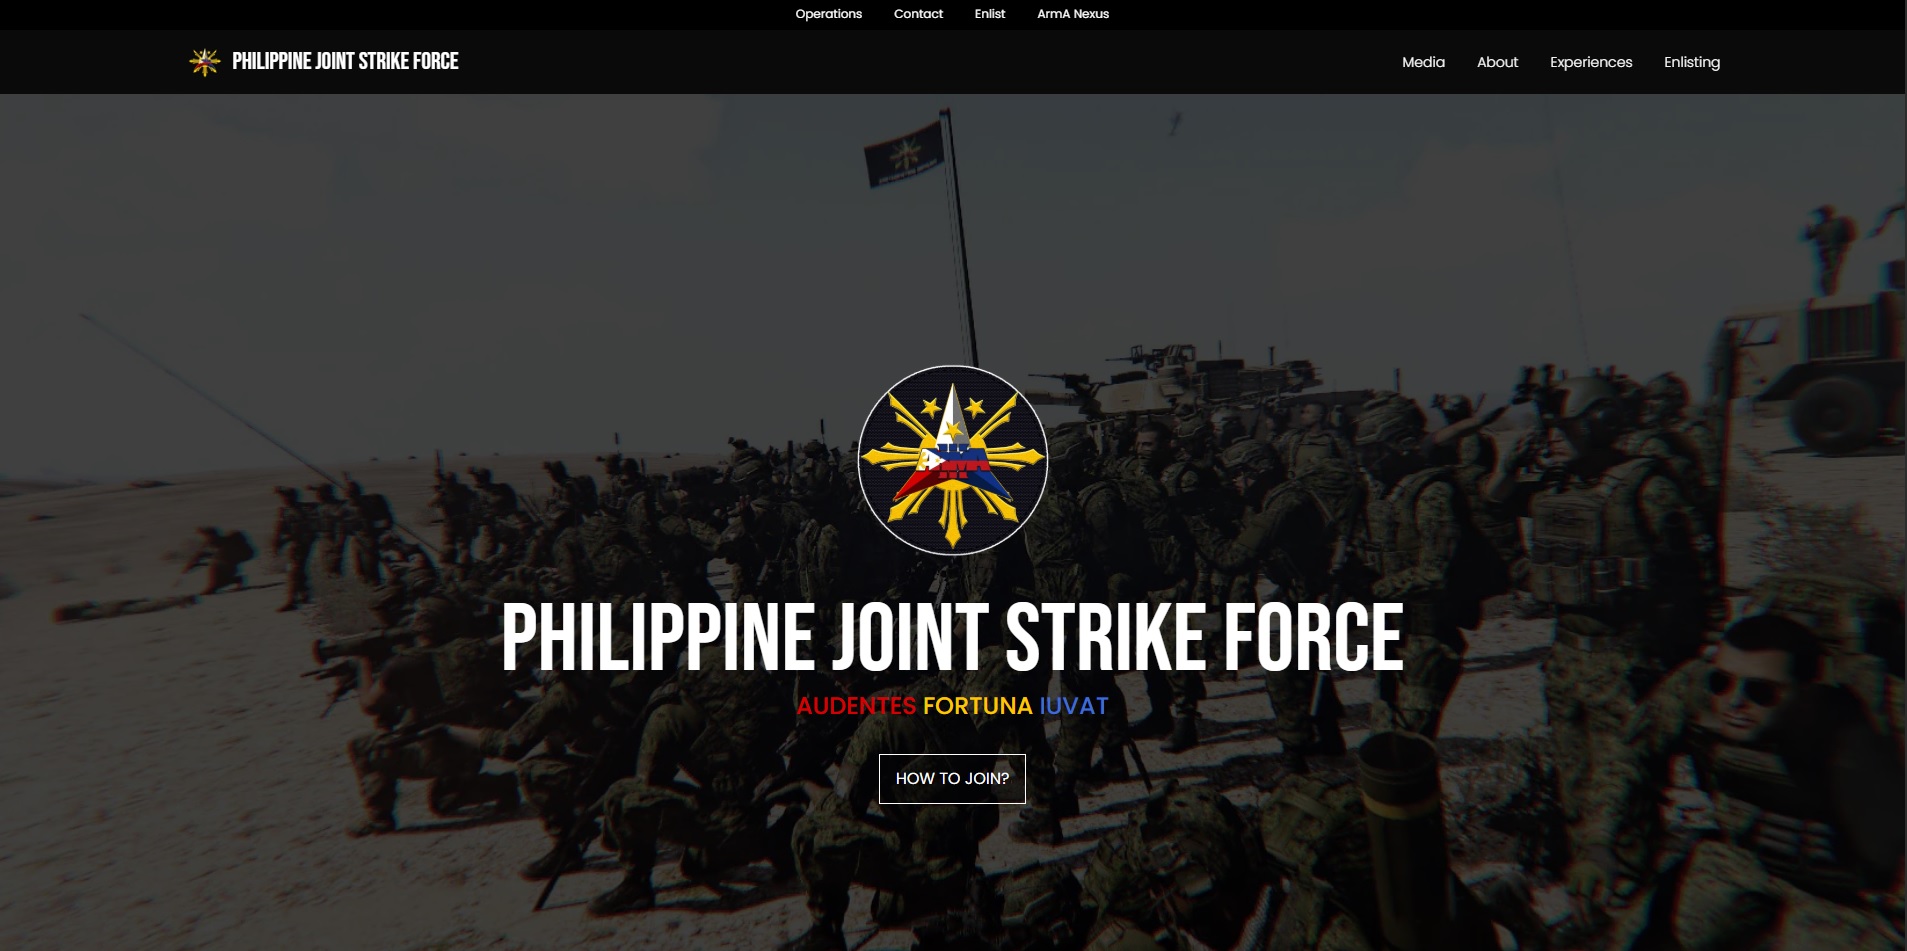 Operations Contact Enlist ArmA Nexus
PHILIPPINE JOINT STRIKE FORCE
Media About Experiences Enlisting
PHILIPPINE JOINT STRIKE FORCE
AUDENTES FORTUNA IUVAT
HOW TO JOIN?